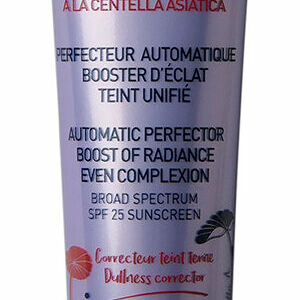 À LA CENTELLA ASIATICA
PERFECTEUR AUTOMATIQUE
BOOSTER D'ÉCLAT
TEINT UNIFIÉ
AUTOMATIC PERFECTOR
BOOST OF RADIANCE
EVEN COMPLEXION
BROAD SPECTRUM
SPF 25 SUNSCREEN
Correcteur teint terne
Dullness corrector